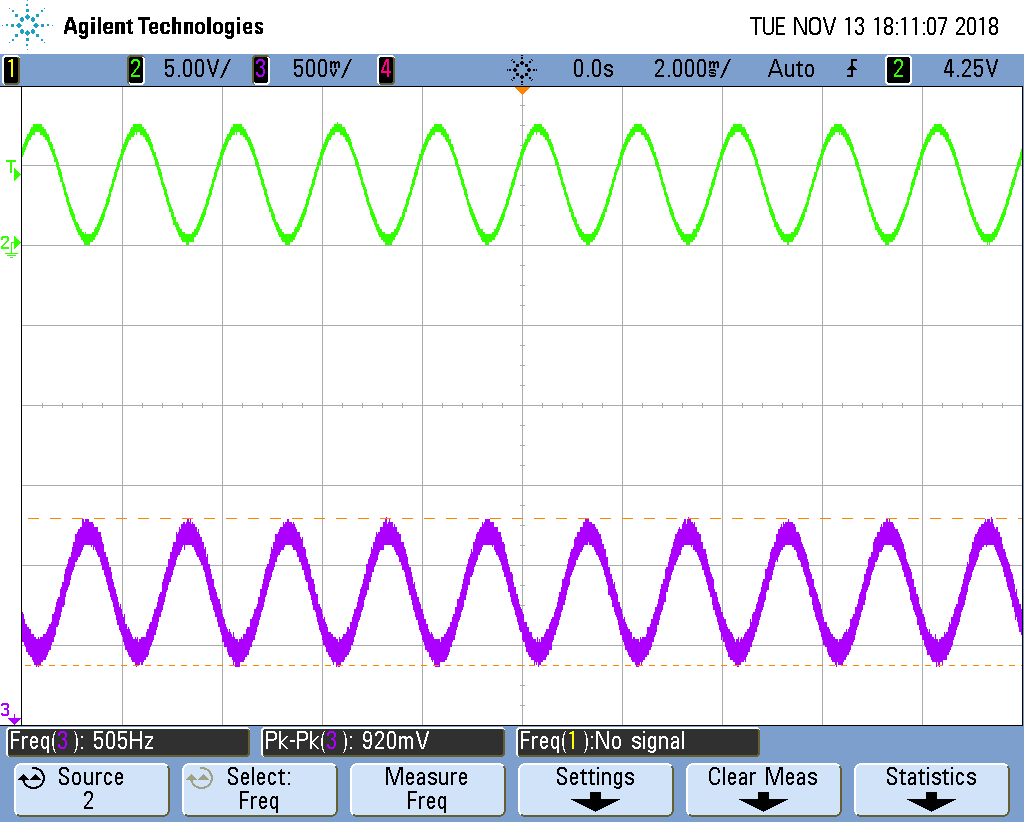 Agilent Technologies TUE NOV 13 18:11:07 2018
1 2 5.00V/ 3 500mV/ 4 0.0s 2.000ms/ Auto 2 4.25V
T
2
3
Freq(3): 505Hz Pk-Pk(3): 920mV Freq(1):No signal
Source Select: Measure Settings Clear Meas Statistics
2 Freq Freq